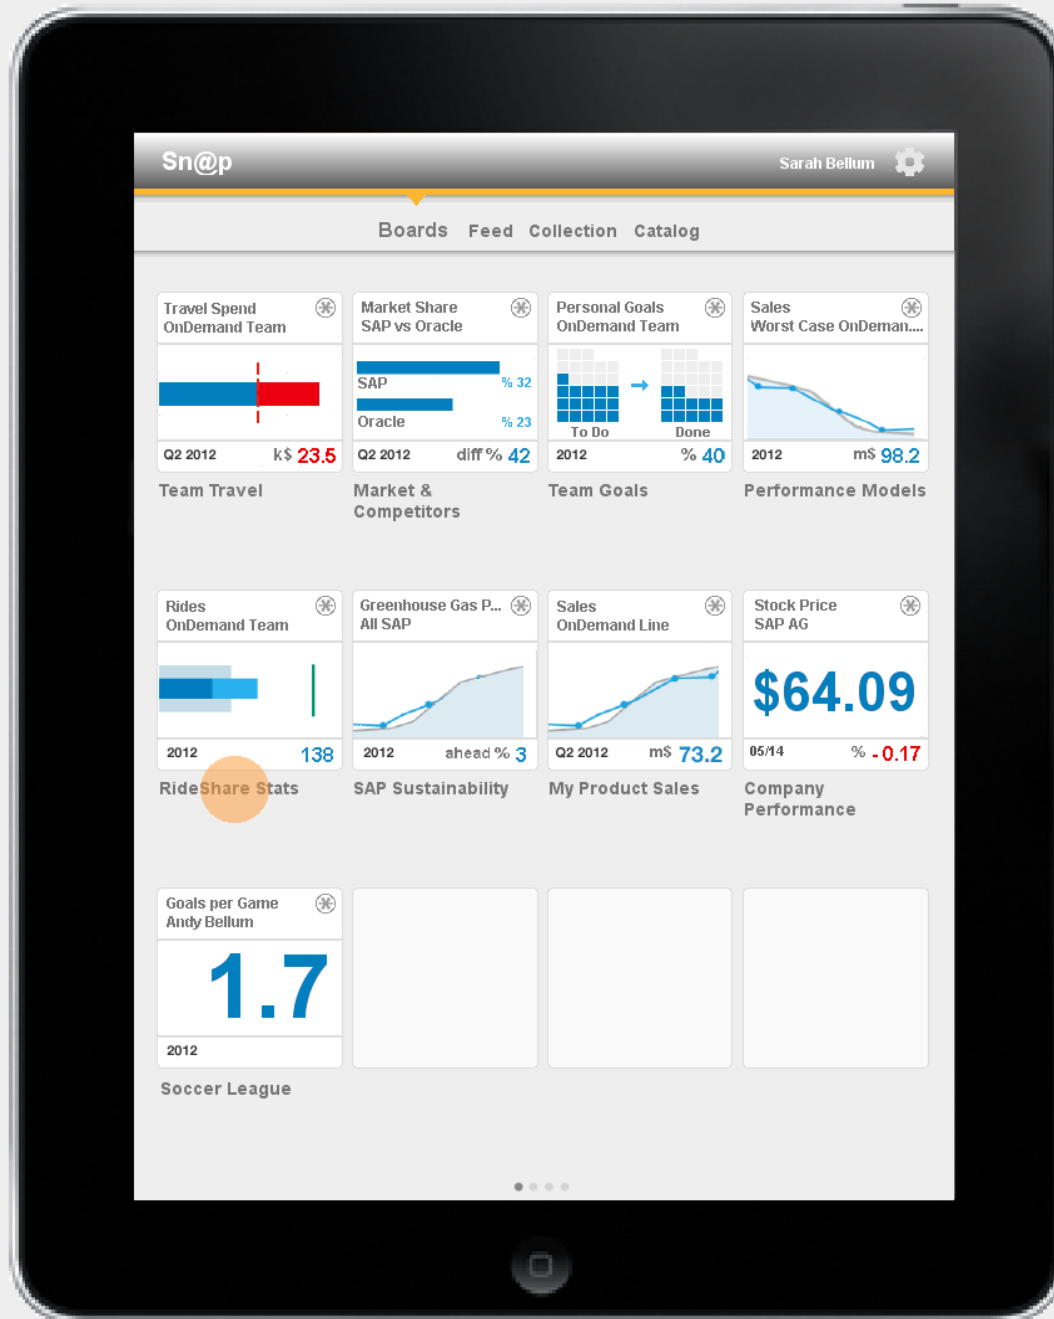 Sn@p
Sarah Bellum
Boards Feed Collection Catalog
Travel Spend
OnDemand Team
Q2 2012 k$ 23.5
Team Travel
Market Share
SAP vs Oracle
SAP % 32
Oracle % 23
Q2 2012 diff % 42
Market &
Competitors
Personal Goals
OnDemand Team
To Do Done
2012 % 40
Team Goals
Sales
Worst Case OnDeman....
2012 m$ 98.2
Performance Models
Rides
OnDemand Team
2012 138
RideShare Stats
Greenhouse Gas P...
All SAP
2012 ahead % 3
SAP Sustainability
Sales
OnDemand Line
Q2 2012 m$ 73.2
My Product Sales
Stock Price
SAP AG
$64.09
05/14 % - 0.17
Company
Performance
Goals per Game
Andy Bellum
1.7
2012
Soccer League